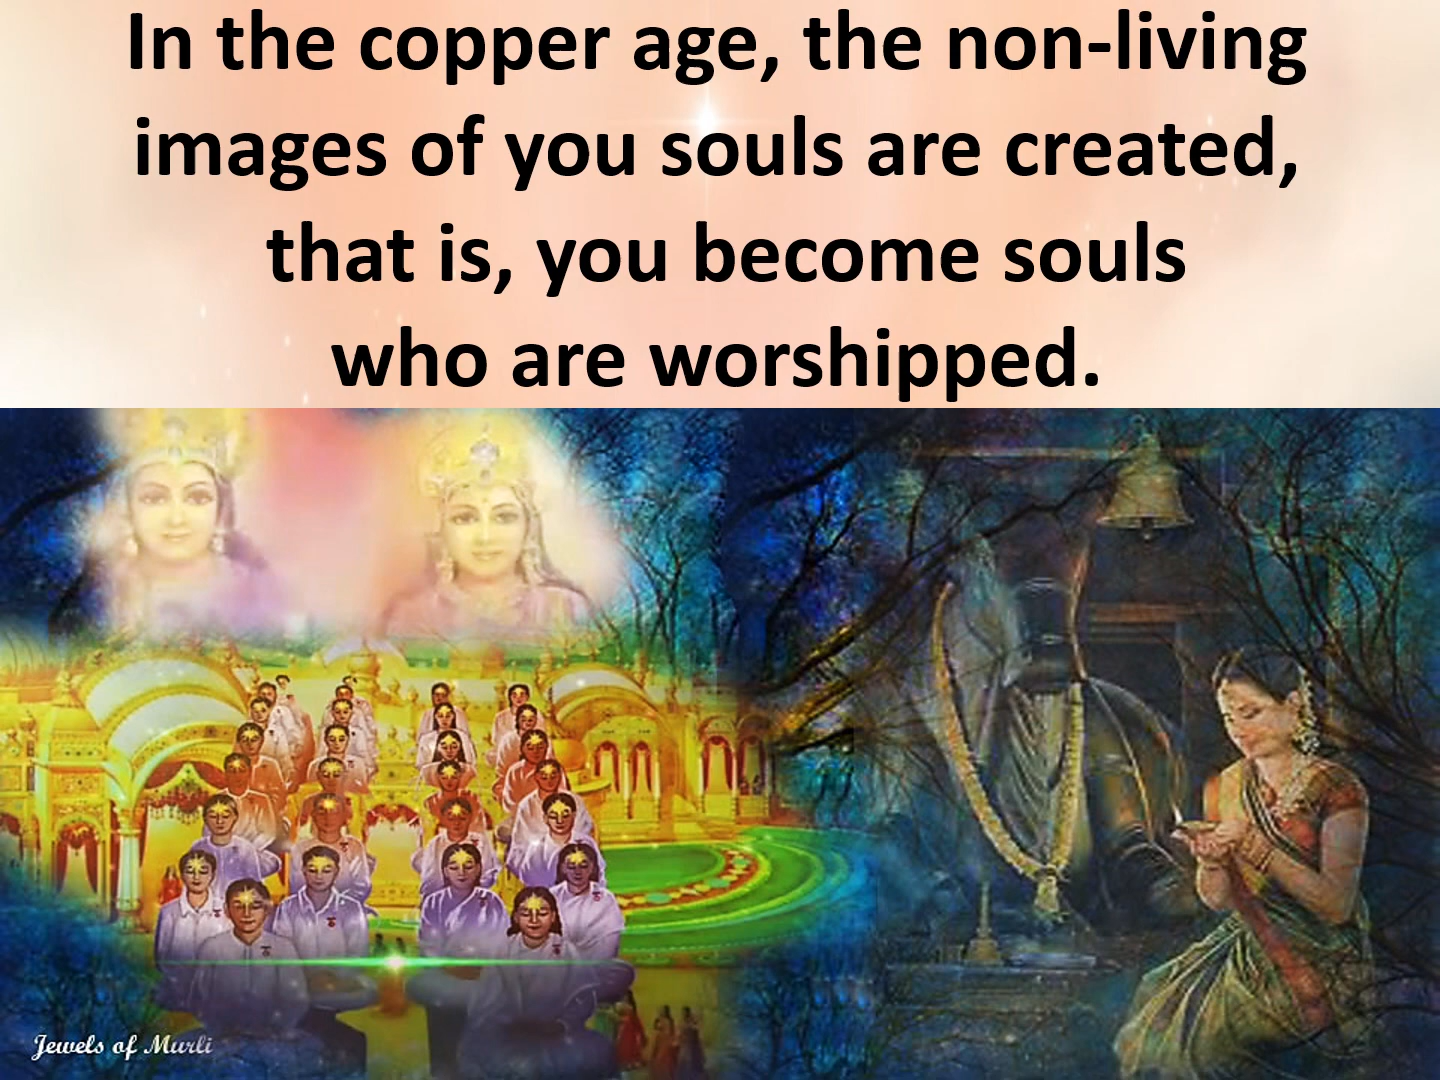 In the copper age, the non-living
images of you souls are created,
that is, you become souls
who are worshipped.
Jewels of Murli